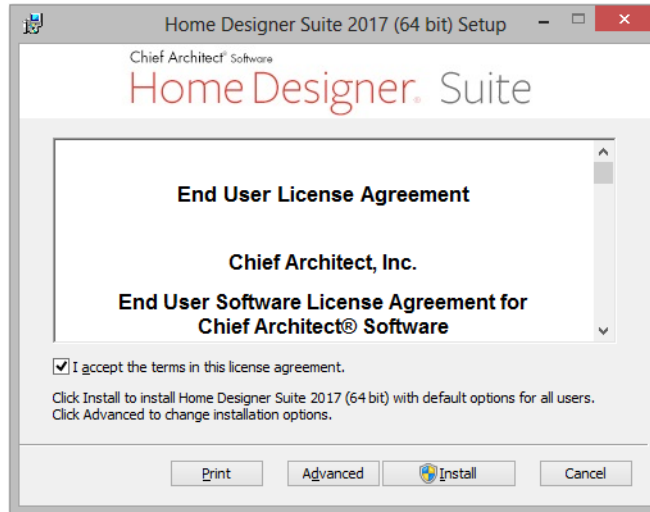 Home Designer Suite 2017 (64 bit) Setup
Chief Architect® Software
Home Designer® Suite
End User License Agreement
Chief Architect, Inc.
End User Software License Agreement for
Chief Architect® Software
I accept the terms in this license agreement.
Click Install to install Home Designer Suite 2017 (64 bit) with default options for all users.
Click Advanced to change installation options.
Print Advanced Install Cancel